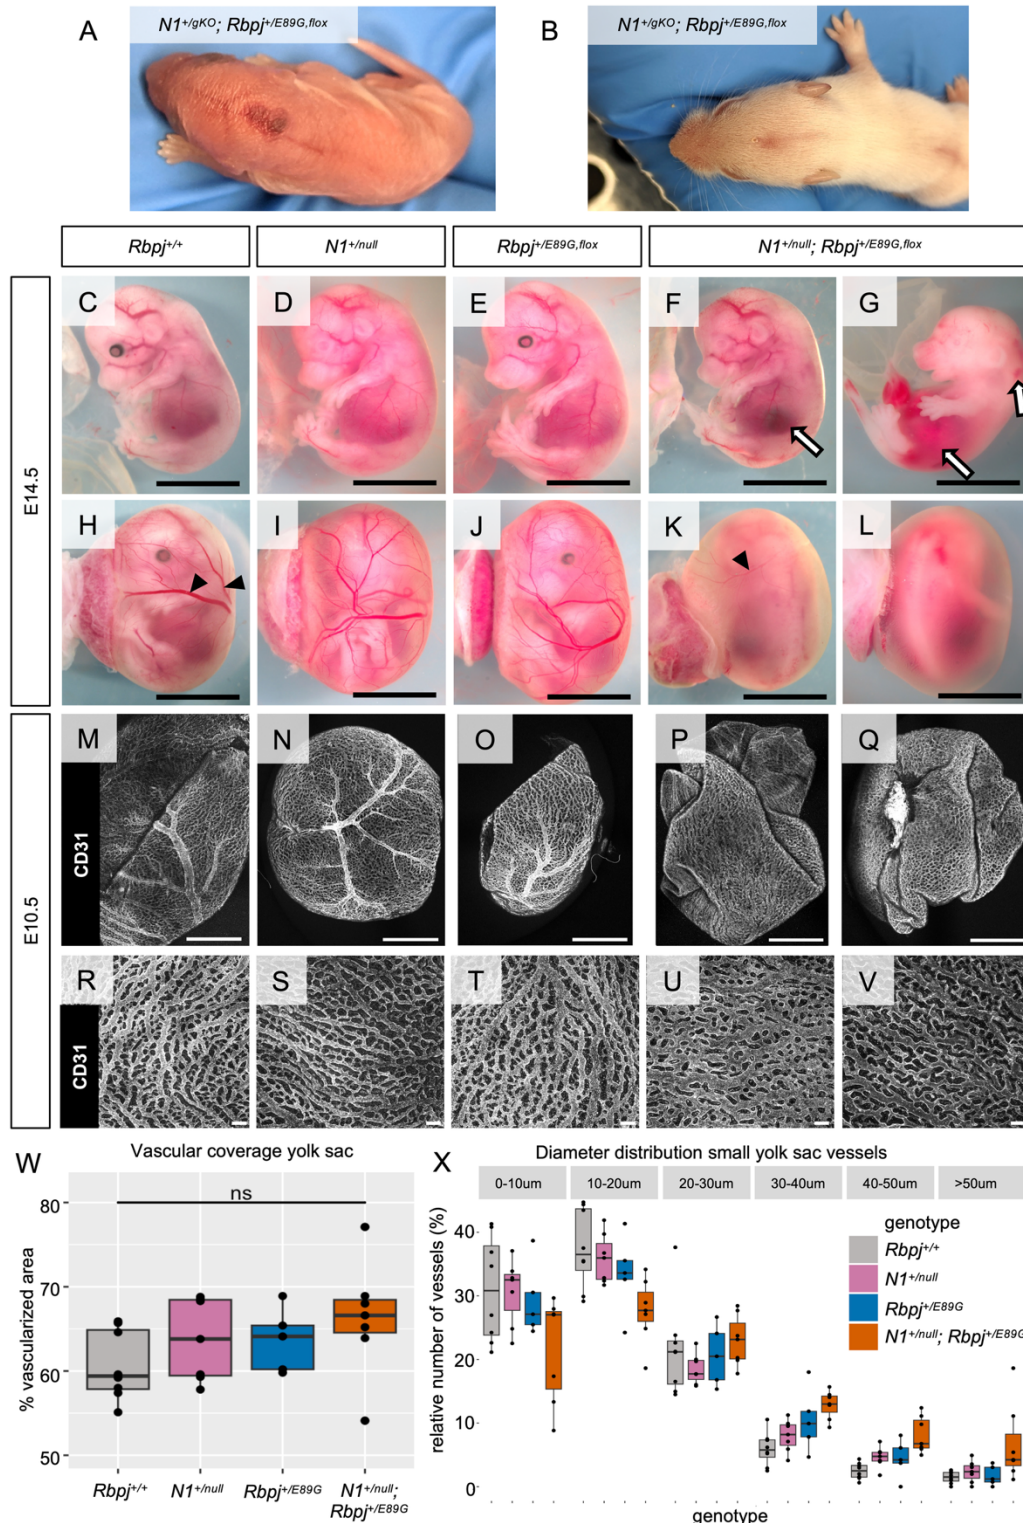 A
N1+/gKO; Rbpj+/E89G,flox
B
N1+/gKO; Rbpj+/E89G,flox
Rbpj+/+
N1+/null
Rbpj+/E89G,flox
N1+/null; Rbpj+/E89G,flox
E14.5
C
D
E
F
G
H
I
J
K
L
E10.5
CD31
M
N
O
P
Q
CD31
R
S
T
U
V
W
Vascular coverage yolk sac
% vascularized area
80
70
60
50
ns
Rbpj+/+
N1+/null
Rbpj+/E89G
N1+/null;
Rbpj+/E89G
X
Diameter distribution small yolk sac vessels
0-10um
10-20um
20-30um
30-40um
40-50um
>50um
relative number of vessels (%)
40
30
20
10
0
genotype
Rbpj+/+
N1+/null
Rbpj+/E89G
N1+/null; Rbpj+/E89G
genotype